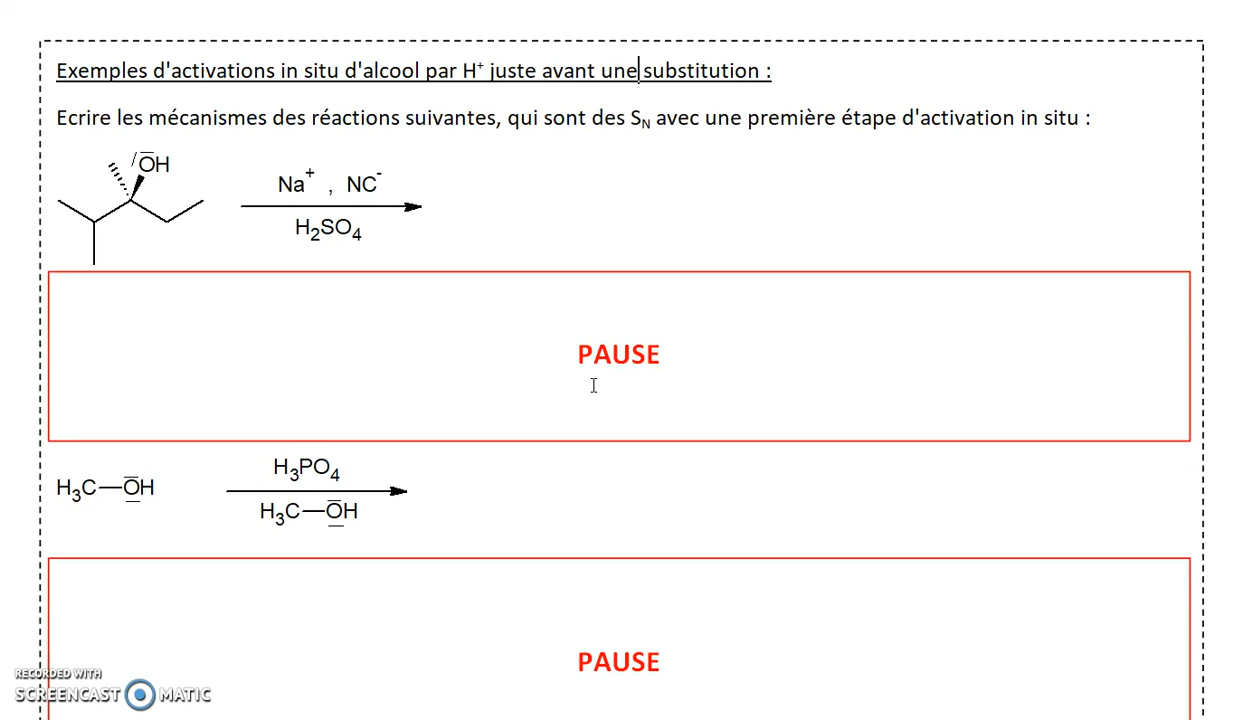 Exemples d'activations in situ d'alcool par H⁺ juste avant une substitution :
Ecrire les mécanismes des réactions suivantes, qui sont des Sₙ avec une première étape d'activation in situ :
OH
Na⁺ , NC⁻
H₂SO₄
PAUSE
H₃C—OH
H₃PO₄
H₃C—OH
PAUSE
RECORDED WITH
SCREENCAST MATIC